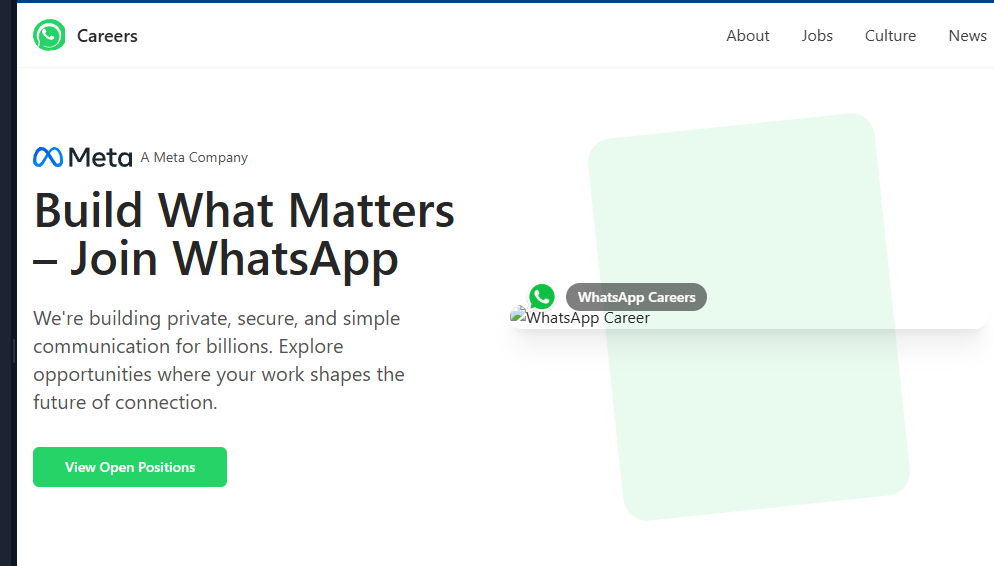 Careers
About
Jobs
Culture
News
Meta A Meta Company
Build What Matters
– Join WhatsApp
We're building private, secure, and simple
communication for billions. Explore
opportunities where your work shapes the
future of connection.
View Open Positions
WhatsApp Careers
WhatsApp Career